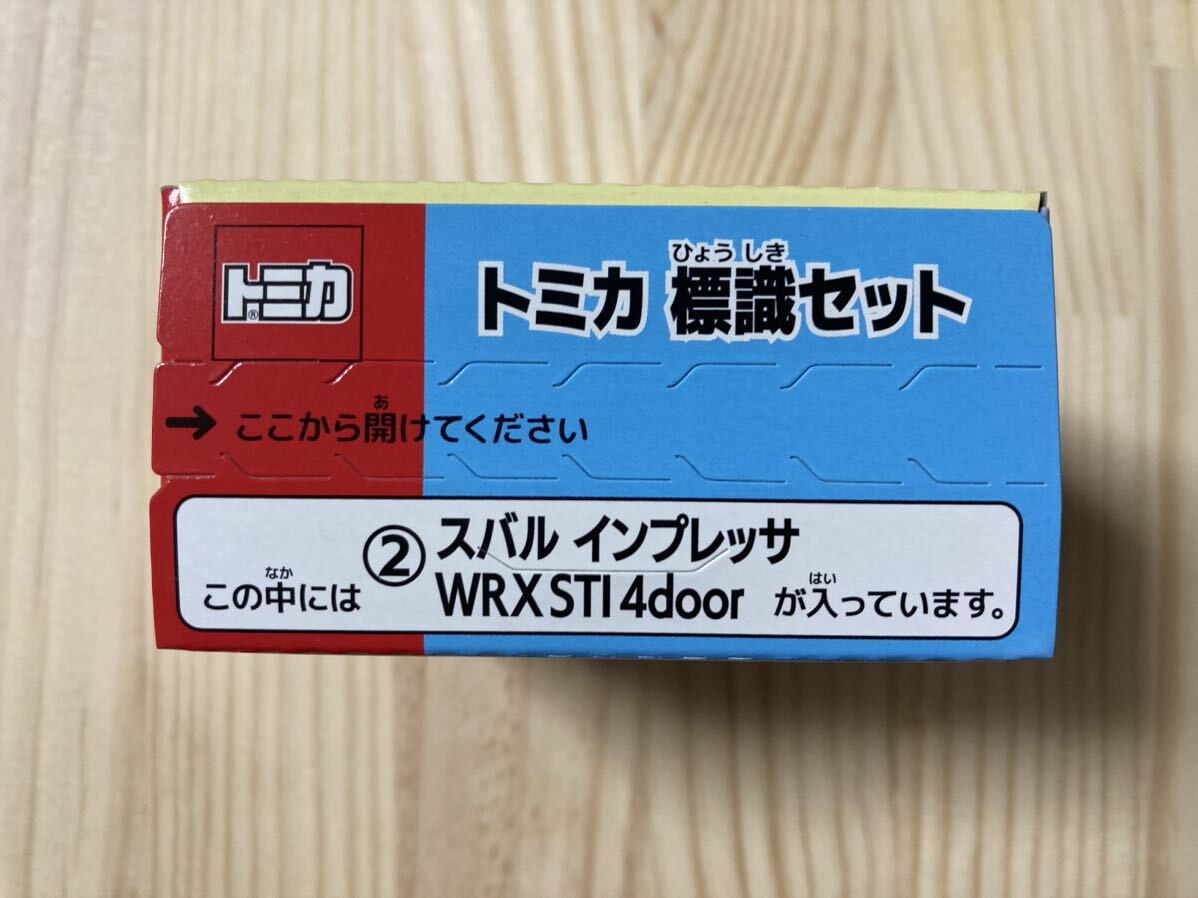 トミカ®
ひょう しき
トミカ 標識セット
あ
→ ここから開けてください
② スバル インプレッサ
WRX STI 4door
なか はい
この中には が入っています。